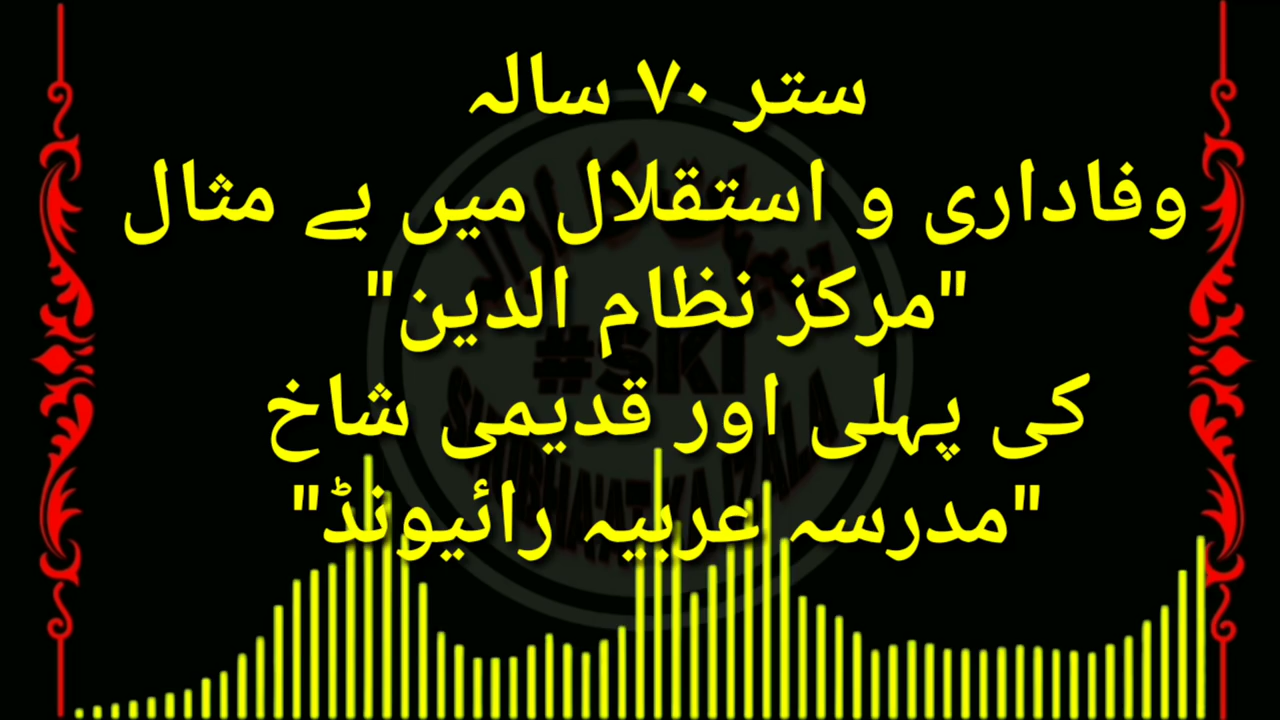 ستر ۷۰ سالہ
وفاداری و استقلال میں بے مثال
"مرکز نظام الدین"
کی پہلی اور قدیمی شاخ
"مدرسہ عربیہ رائیونڈ"
#SKI